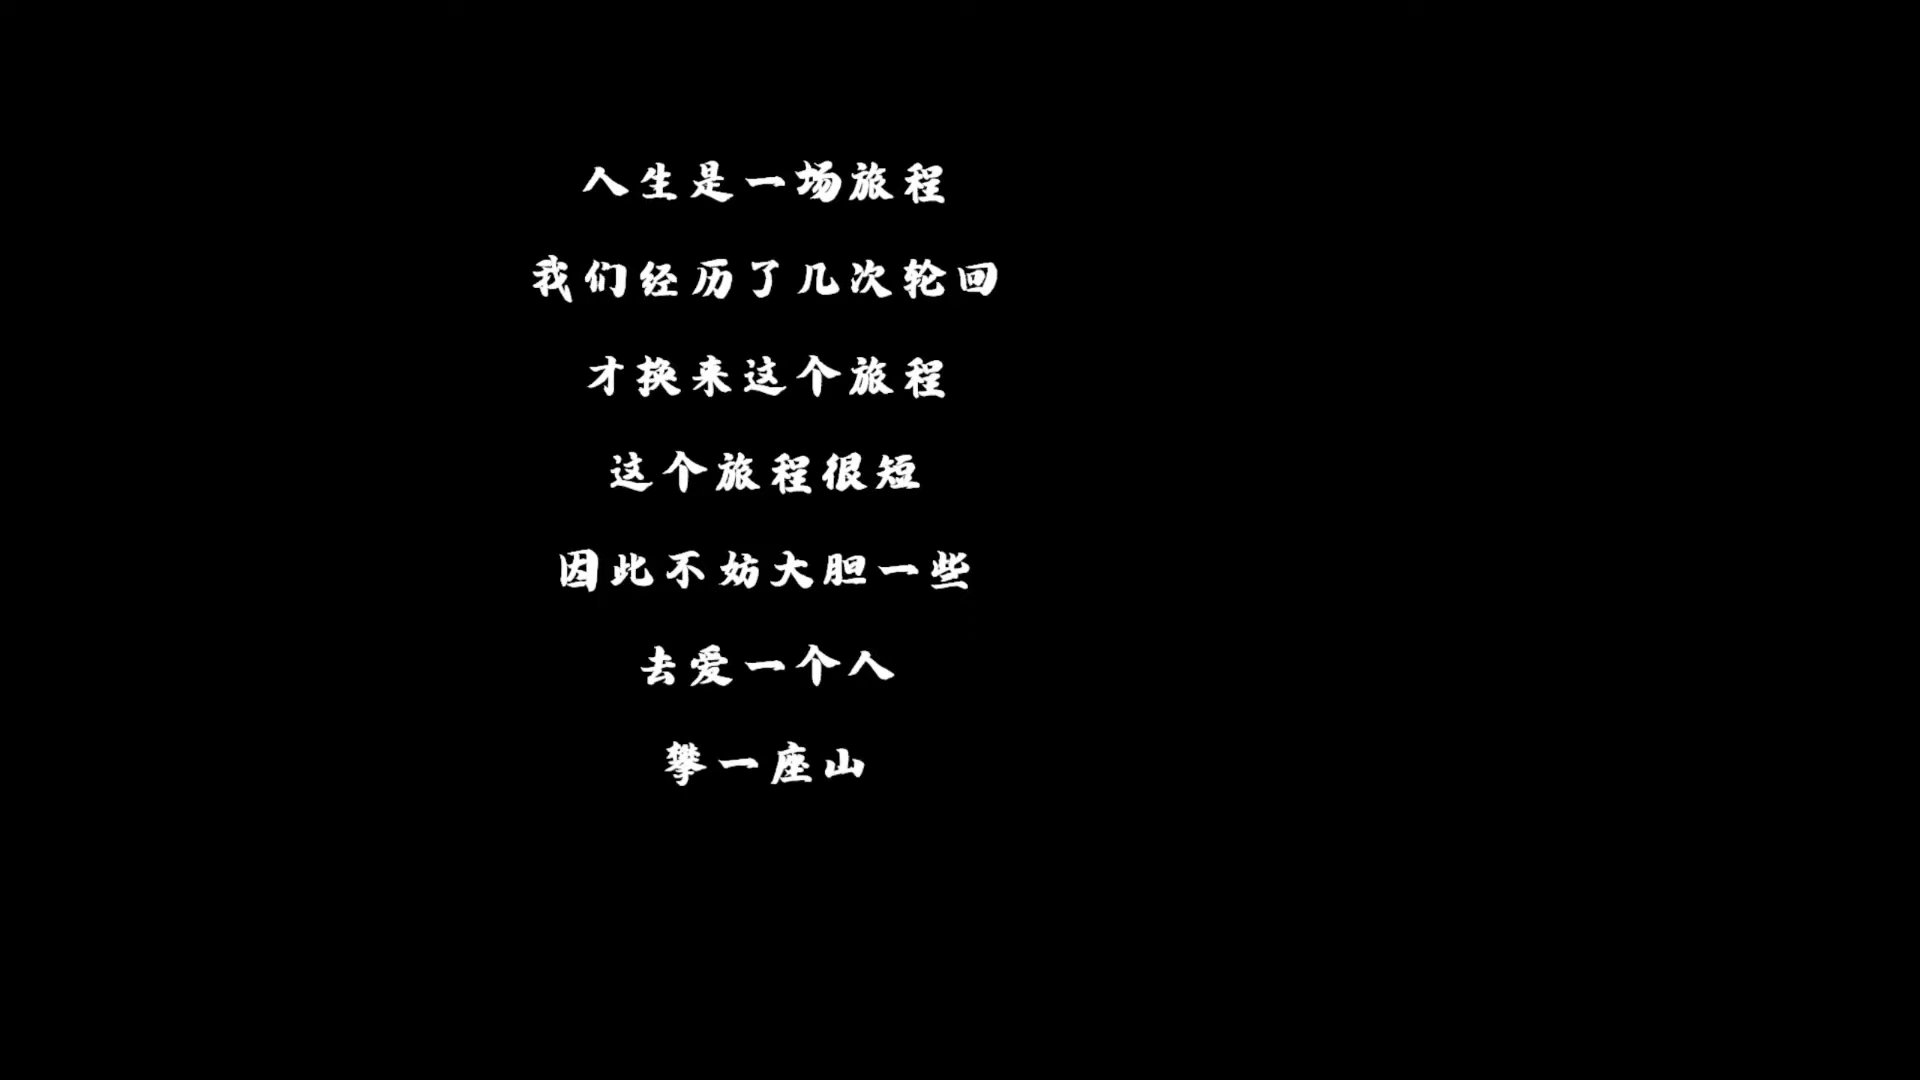 人生是一场旅程
我们经历了几次轮回
才换来这个旅程
这个旅程很短
因此不妨大胆一些
去爱一个人
攀一座山